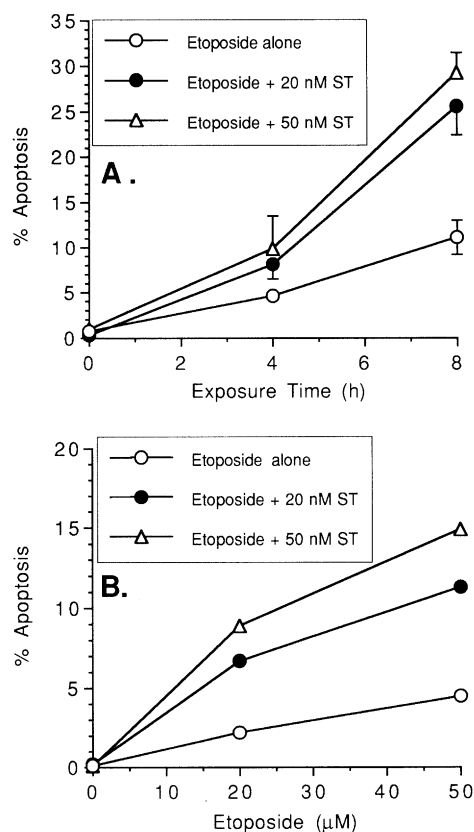 35
30
25
20
15
10
5
0
% Apoptosis
Etoposide alone
Etoposide + 20 nM ST
Etoposide + 50 nM ST
A .
0 2 4 6 8
Exposure Time (h)
20
15
10
5
0
% Apoptosis
Etoposide alone
Etoposide + 20 nM ST
Etoposide + 50 nM ST
B.
0 10 20 30 40 50
Etoposide (μM)